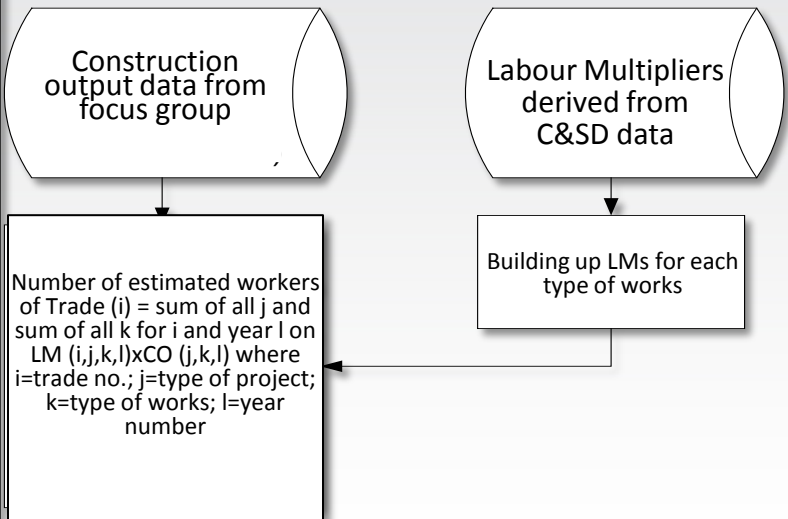 Construction
output data from
focus group
,
Labour Multipliers
derived from
C&SD data
Number of estimated workers
of Trade (i) = sum of all j and
sum of all k for i and year l on
LM (i,j,k,l)xCO (j,k,l) where
i=trade no.; j=type of project;
k=type of works; l=year
number
Building up LMs for each
type of works